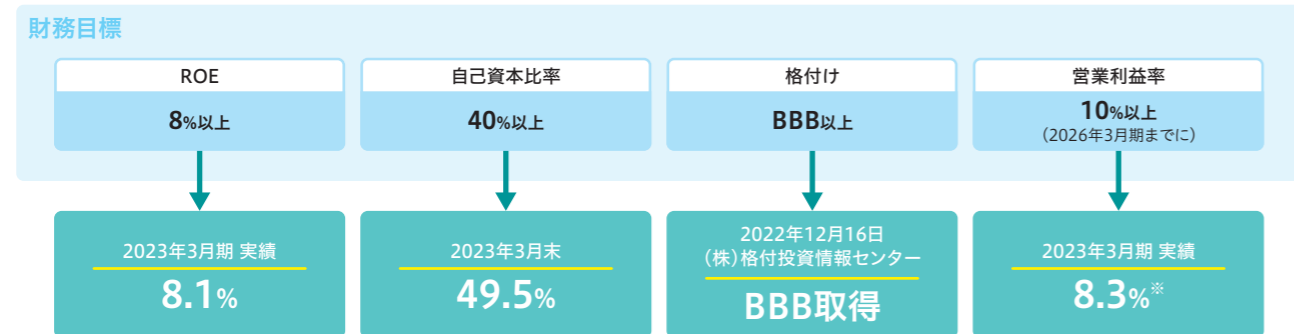 財務目標
ROE
8%以上
2023年3月期 実績
8.1%
自己資本比率
40%以上
2023年3月末
49.5%
格付け
BBB以上
2022年12月16日
（株）格付投資情報センター
BBB取得
営業利益率
10%以上
（2026年3月期までに）
2023年3月期 実績
8.3%※